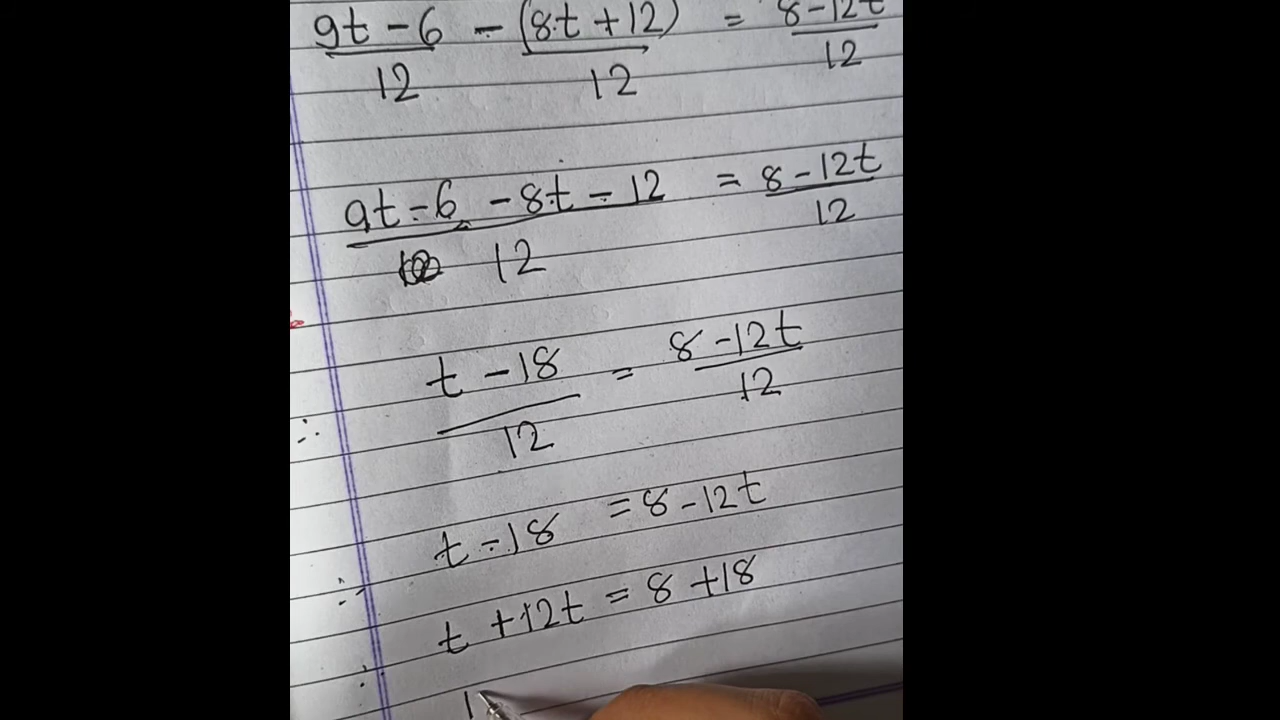 9t - 6 / 12 - (8t + 12) / 12 = 8 - 12t / 12
9t - 6 - 8t - 12 / 12 = 8 - 12t / 12
∴ t - 18 / 12 = 8 - 12t / 12
∴ t - 18 = 8 - 12t
∴ t + 12t = 8 + 18
1